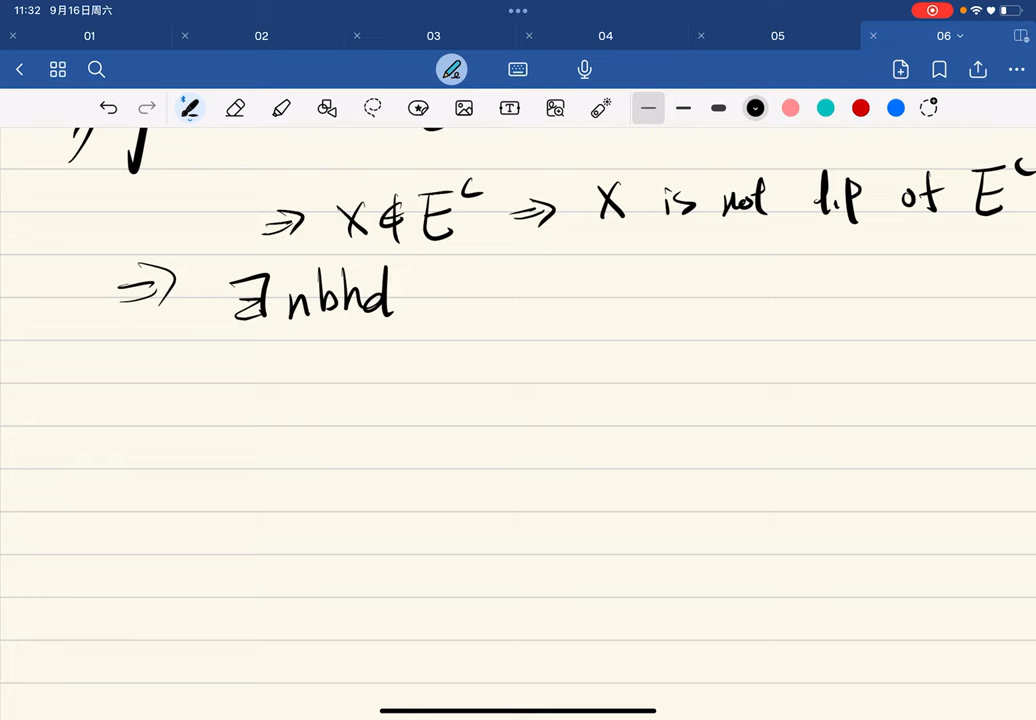 11:32 9月16日周六
01 02 03 04 05 06
⇒ x ∉ E^c ⇒ x is not l.p of E^c
⇒ ∃ nbhd